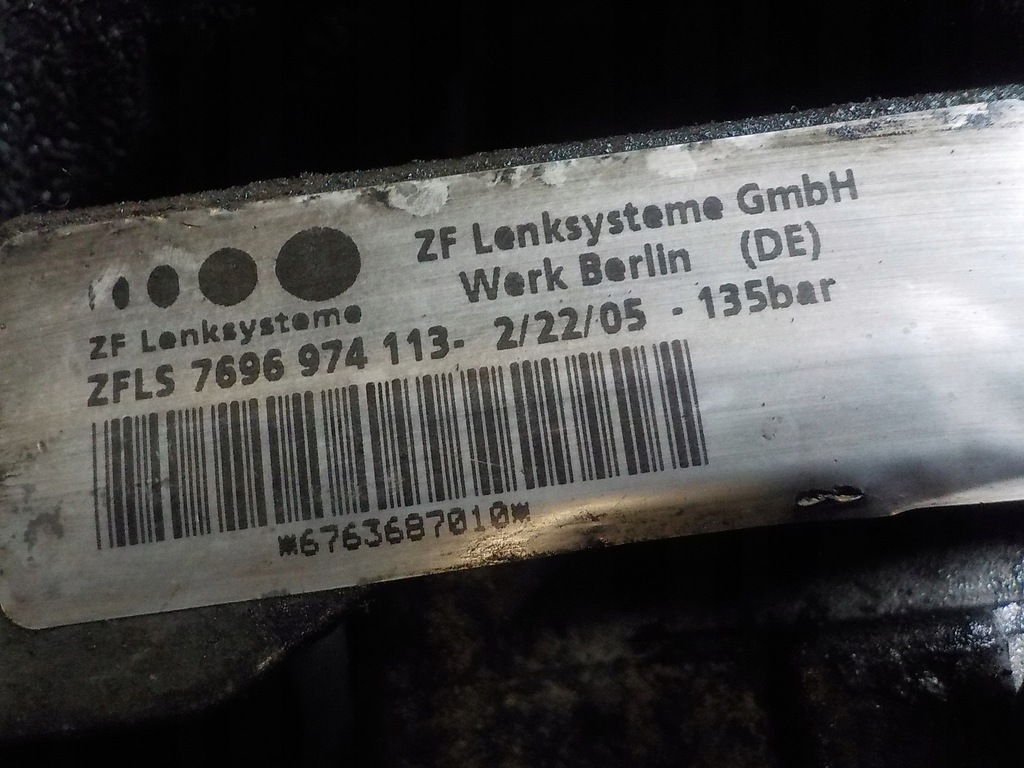 ZF Lenksysteme GmbH
Werk Berlin (DE)
ZF Lenksysteme
ZFLS 7696 974 113- 2/22/05 - 135bar
*6763687010*